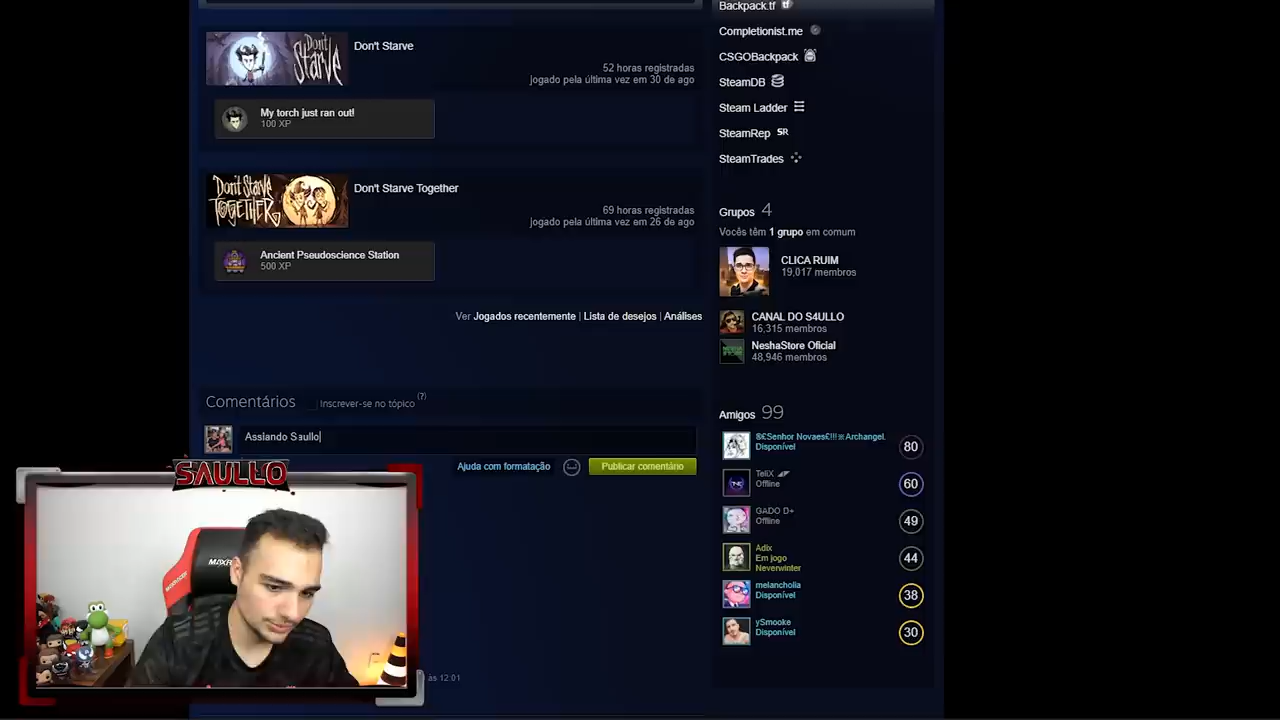 Backpack.tf
Completionist.me
CSGOBackpack
SteamDB
Steam Ladder
SteamRep SR
SteamTrades
Don't Starve
Don't Starve
52 horas registradas
jogado pela última vez em 30 de ago
My torch just ran out!
100 XP
Don't Starve TOGETHER
Don't Starve Together
69 horas registradas
jogado pela última vez em 26 de ago
Ancient Pseudoscience Station
500 XP
Ver Jogados recentemente | Lista de desejos | Análises
Grupos 4
Vocês têm 1 grupo em comum
CLICA RUIM
19,017 membros
CANAL DO S4ULLO
16,315 membros
NeshaStore Oficial
48,946 membros
Comentários Inscrever-se no tópico (?)
Assiando Saullo
Ajuda com formatação
Publicar comentário
Amigos 99
Senhor Novaes€!!!※Archangel.
Disponível
80
TeliX
Offline
60
GADO D+
Offline
49
Adix
Em jogo
Neverwinter
44
melancholia
Disponível
38
ySmooke
Disponível
30
SAULLO
às 12:01